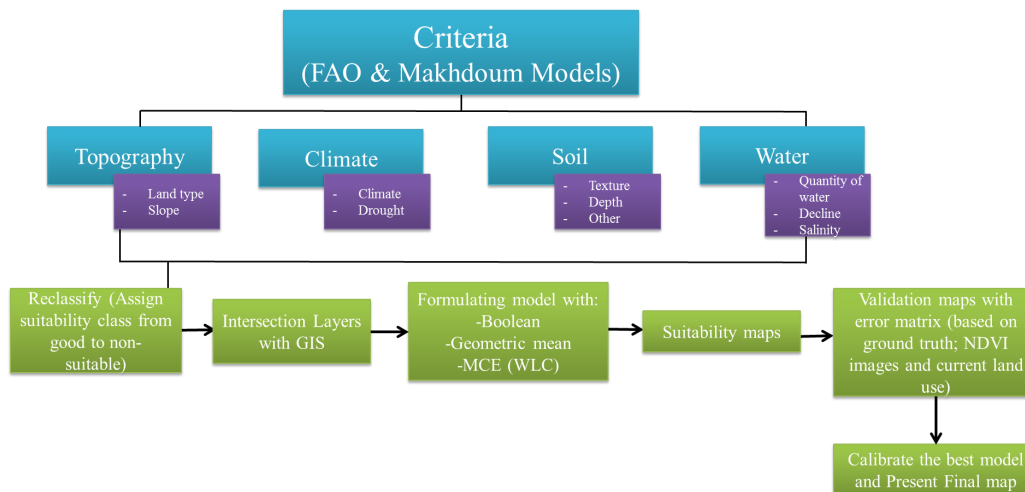 Criteria
(FAO & Makhdoum Models)
Topography
Climate
Soil
Water
- Land type
- Slope
- Climate
- Drought
- Texture
- Depth
- Other
- Quantity of
water
- Decline
- Salinity
Reclassify (Assign
suitability class from
good to non-
suitable)
Intersection Layers
with GIS
Formulating model with:
-Boolean
-Geometric mean
-MCE (WLC)
Suitability maps
Validation maps with
error matrix (based on
ground truth; NDVI
images and current land
use)
Calibrate the best model
and Present Final map